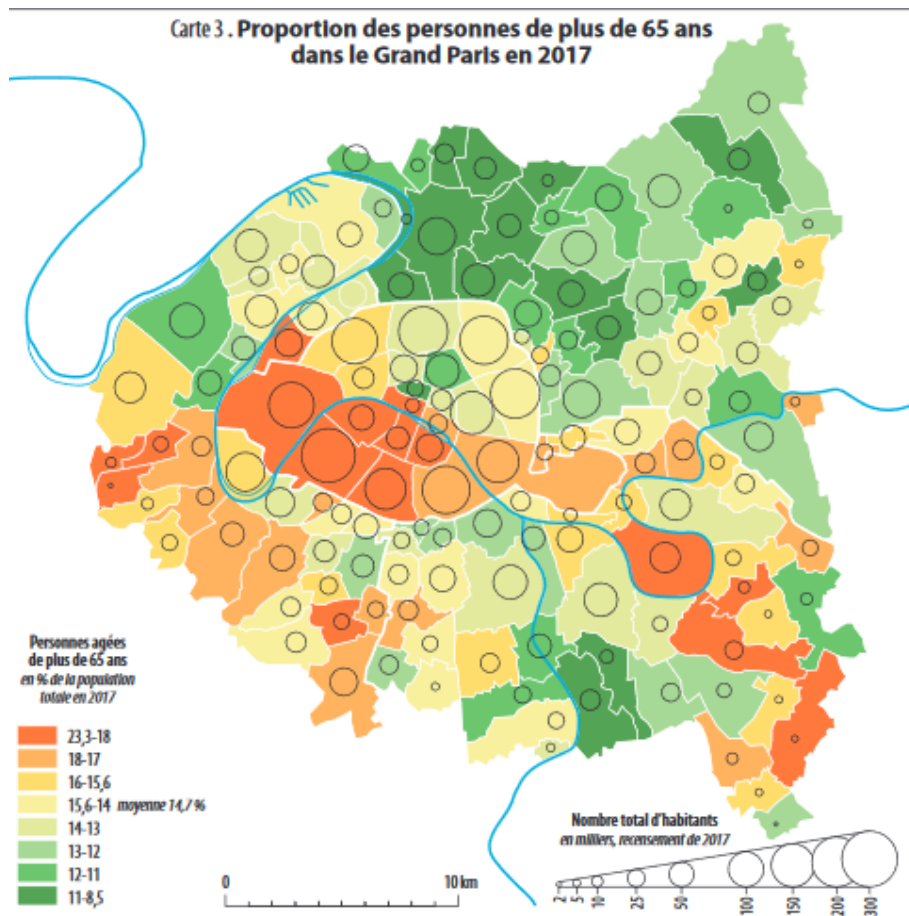 Carte 3 . Proportion des personnes de plus de 65 ans
dans le Grand Paris en 2017
Personnes agées
de plus de 65 ans
en % de la population
totale en 2017
23,3-18
18-17
16-15,6
15,6-14 moyenne 14,7 %
14-13
13-12
12-11
11-8,5
0 10 km
Nombre total d'habitants
en milliers, recensement de 2017
2 5 10 25 50 100 150 200 300